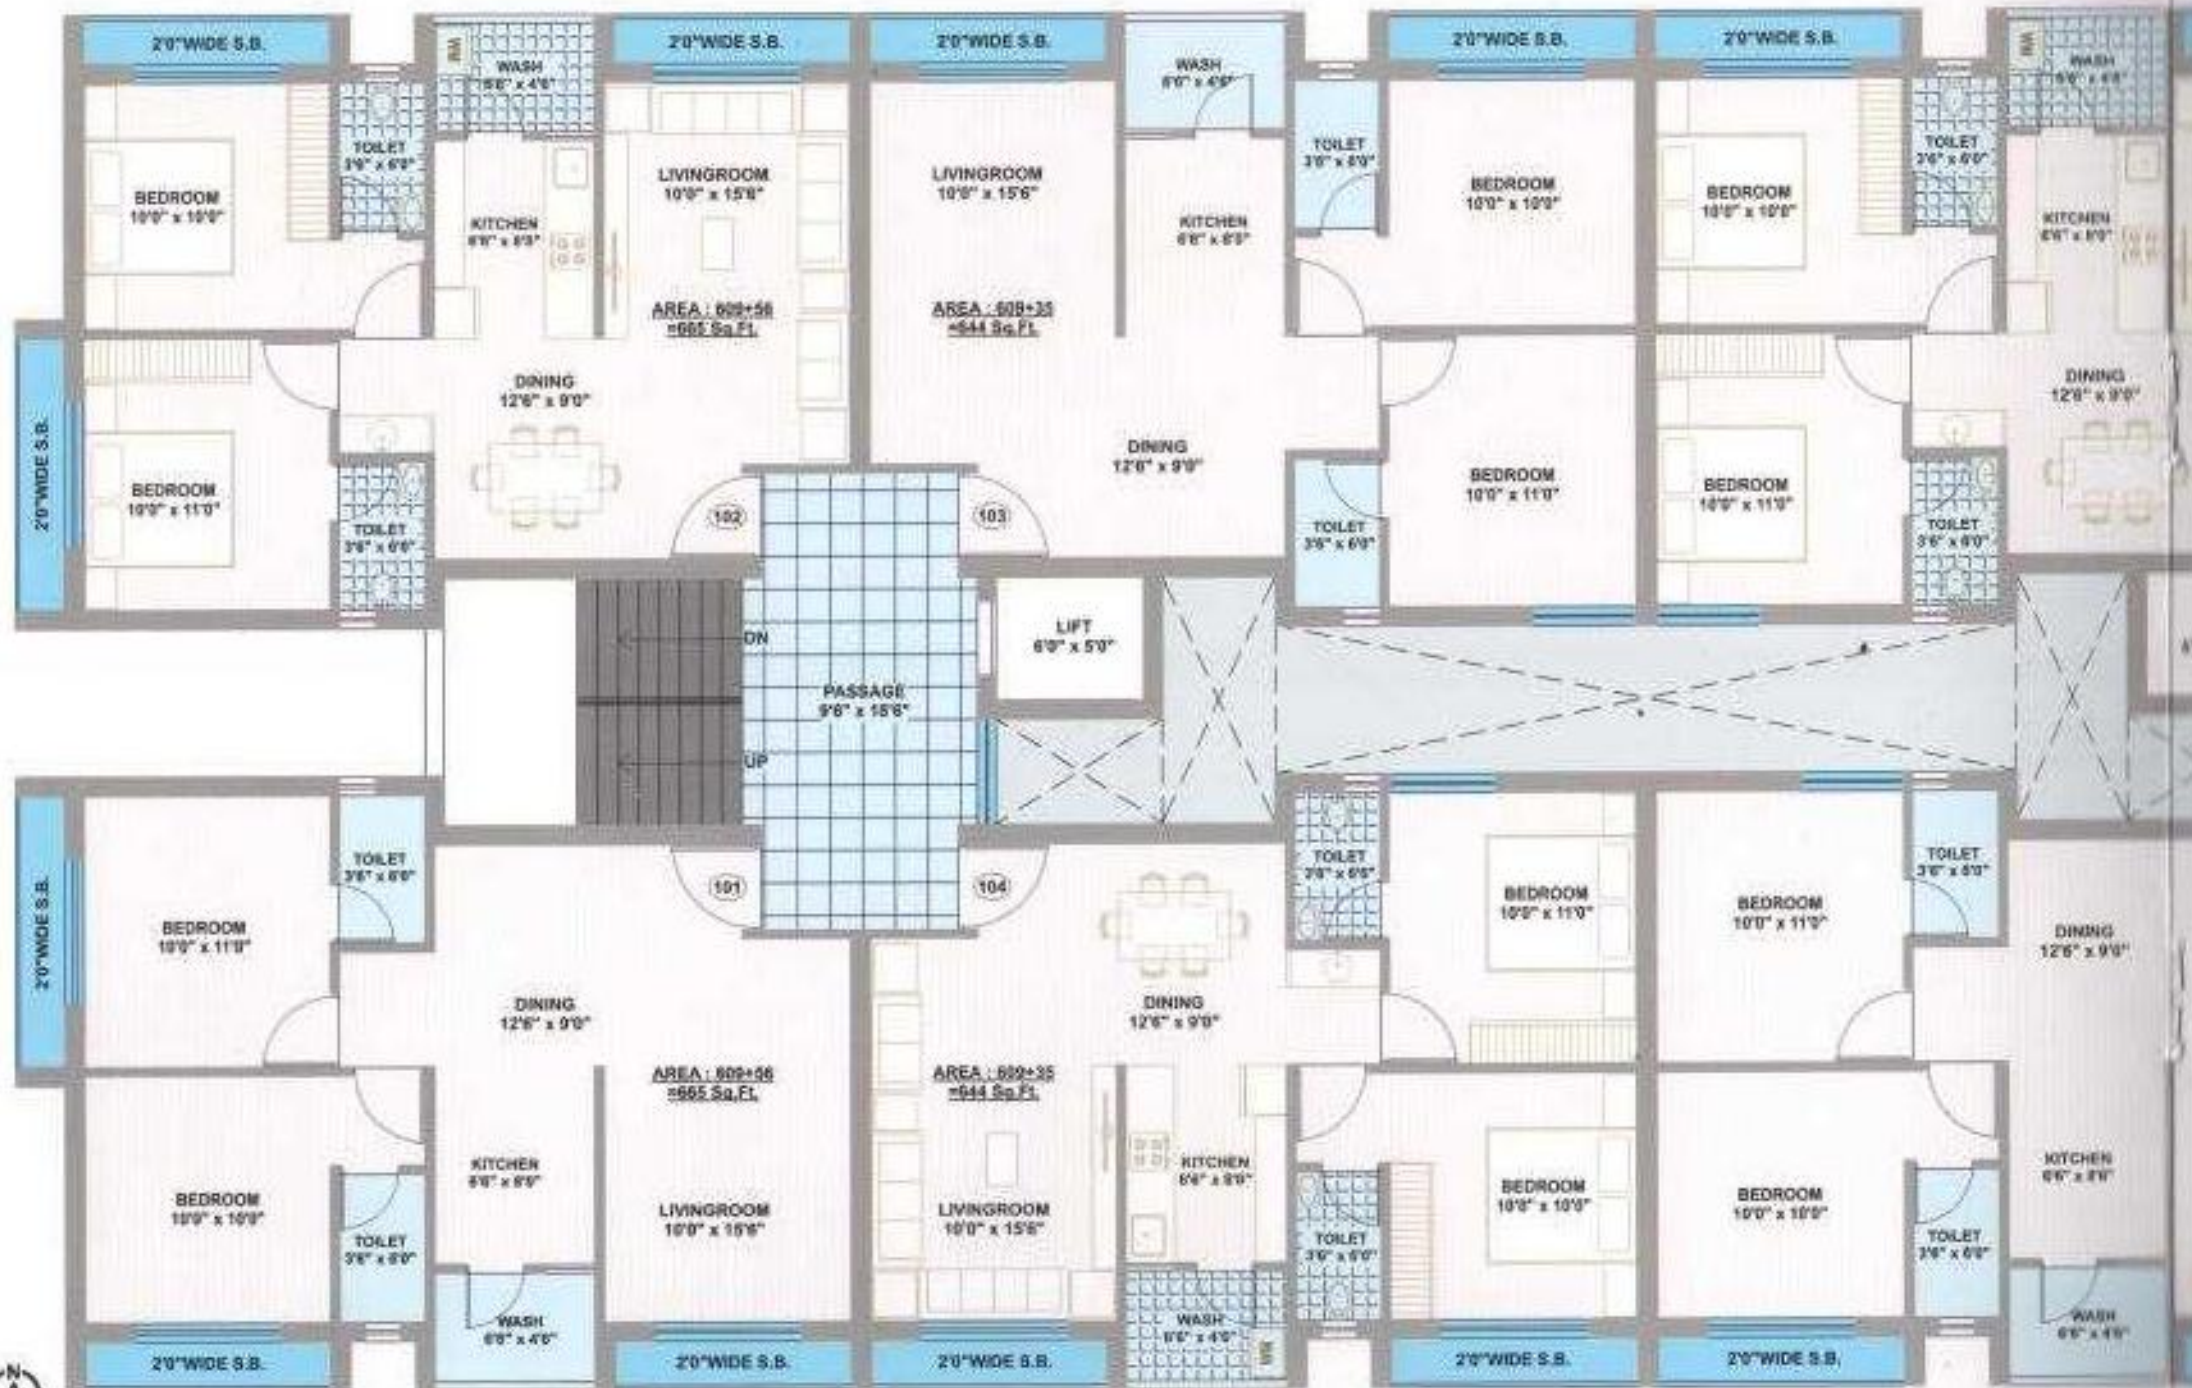 2'0"WIDE S.B.
WM
WASH
6'6" x 4'6"
2'0"WIDE S.B.
2'0"WIDE S.B.
WASH
6'6" x 4'6"
2'0"WIDE S.B.
2'0"WIDE S.B.
WM
WASH
6'6" x 4'6"
BEDROOM
10'0" x 10'0"
TOILET
3'6" x 6'0"
KITCHEN
6'6" x 8'0"
LIVINGROOM
10'0" x 15'6"
LIVINGROOM
10'0" x 15'6"
KITCHEN
6'6" x 8'0"
TOILET
3'6" x 6'0"
BEDROOM
10'0" x 10'0"
BEDROOM
10'0" x 10'0"
TOILET
3'6" x 6'0"
KITCHEN
6'6" x 8'0"
AREA : 609+56
=665 Sq.Ft.
AREA : 609+35
=644 Sq.Ft.
2'0"WIDE S.B.
BEDROOM
10'0" x 11'0"
TOILET
3'6" x 6'0"
DINING
12'6" x 9'0"
102
103
DINING
12'6" x 9'0"
TOILET
3'6" x 6'0"
BEDROOM
10'0" x 11'0"
BEDROOM
10'0" x 11'0"
TOILET
3'6" x 6'0"
DINING
12'6" x 9'0"
DN
UP
PASSAGE
9'6" x 18'6"
LIFT
6'0" x 5'0"
2'0"WIDE S.B.
BEDROOM
10'0" x 11'0"
TOILET
3'6" x 6'0"
DINING
12'6" x 9'0"
101
104
DINING
12'6" x 9'0"
TOILET
3'6" x 6'0"
BEDROOM
10'0" x 11'0"
BEDROOM
10'0" x 11'0"
TOILET
3'6" x 6'0"
DINING
12'6" x 9'0"
AREA : 609+56
=665 Sq.Ft.
AREA : 609+35
=644 Sq.Ft.
BEDROOM
10'0" x 10'0"
TOILET
3'6" x 6'0"
KITCHEN
6'6" x 8'0"
LIVINGROOM
10'0" x 15'6"
LIVINGROOM
10'0" x 15'6"
KITCHEN
6'6" x 8'0"
TOILET
3'6" x 6'0"
BEDROOM
10'0" x 10'0"
BEDROOM
10'0" x 10'0"
TOILET
3'6" x 6'0"
KITCHEN
6'6" x 8'0"
2'0"WIDE S.B.
WASH
6'6" x 4'6"
2'0"WIDE S.B.
2'0"WIDE S.B.
WASH
6'6" x 4'6"
WM
2'0"WIDE S.B.
2'0"WIDE S.B.
WASH
6'6" x 4'6"
N